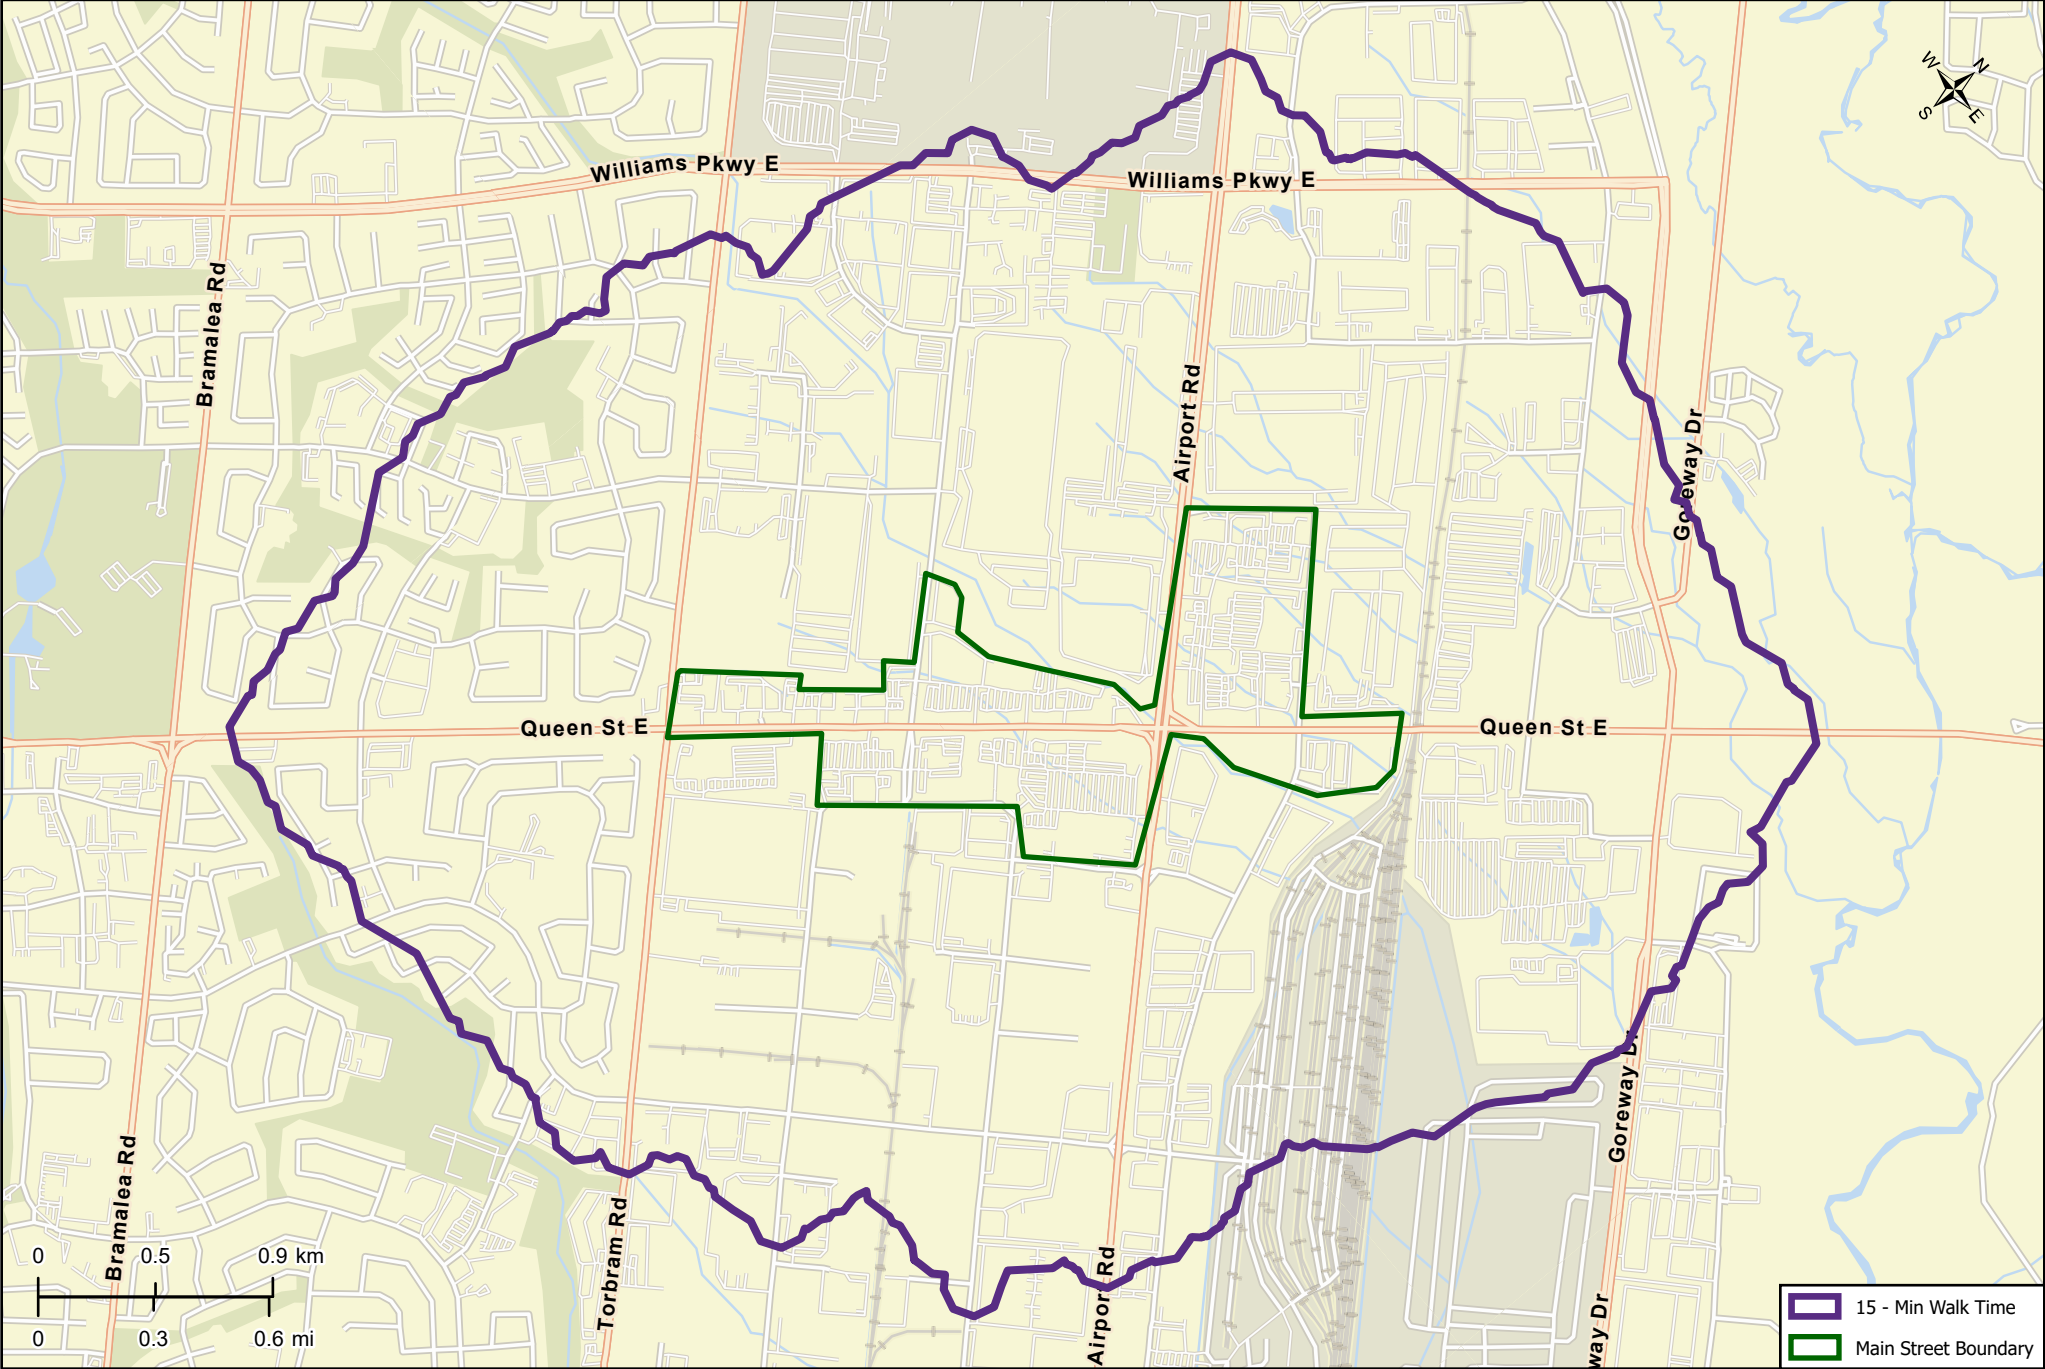 W N
S E
Williams Pkwy E
Williams Pkwy E
Bramalea Rd
Airport Rd
Goreway Dr
Queen St E
Queen St E
Goreway Dr
Bramalea Rd
Torbram Rd
Airport Rd
way Dr
0 0.5 0.9 km
0 0.3 0.6 mi
15 - Min Walk Time
Main Street Boundary